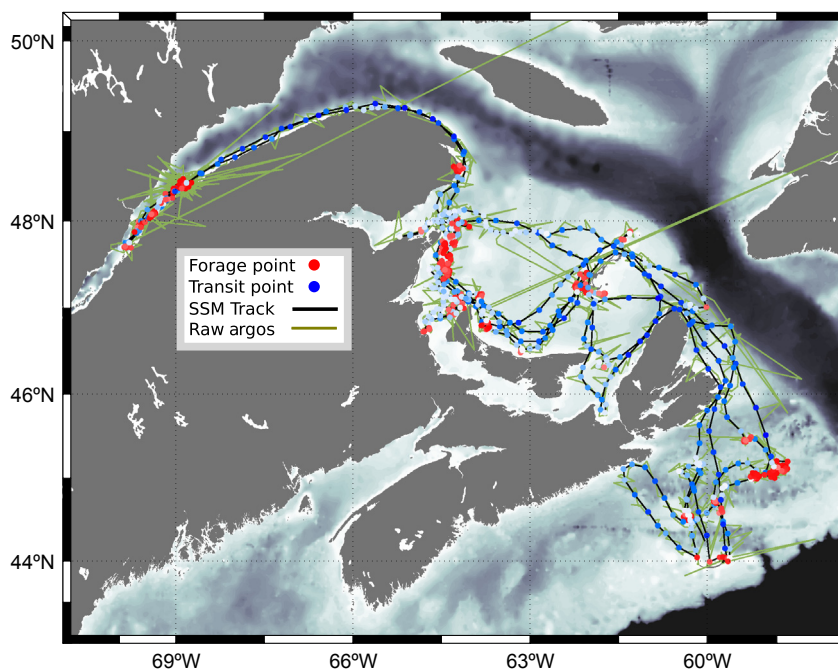 50ºN
48ºN
46ºN
44ºN
Forage point
Transit point
SSM Track
Raw argos
69ºW
66ºW
63ºW
60ºW